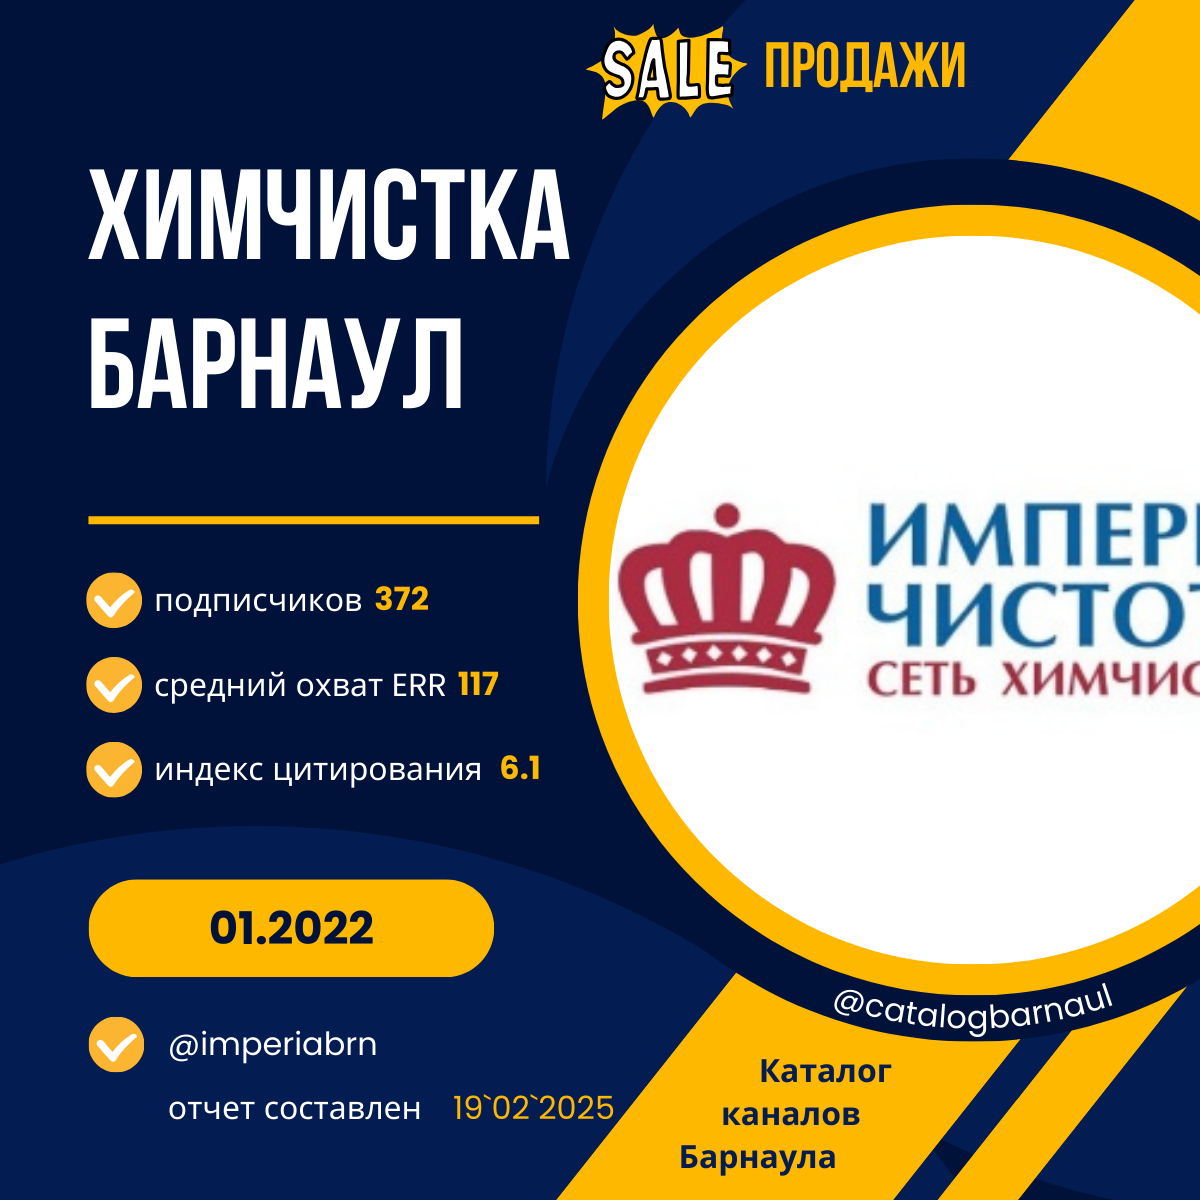 SALE ПРОДАЖИ
ХИМЧИСТКА
БАРНАУЛ
ИМПЕР
ЧИСТО
СЕТЬ ХИМЧИС
подписчиков 372
средний охват ERR 117
индекс цитирования 6.1
01.2022
@imperiabrn
отчет составлен 19`02`2025
@catalogbarnaul
Каталог
каналов
Барнаула